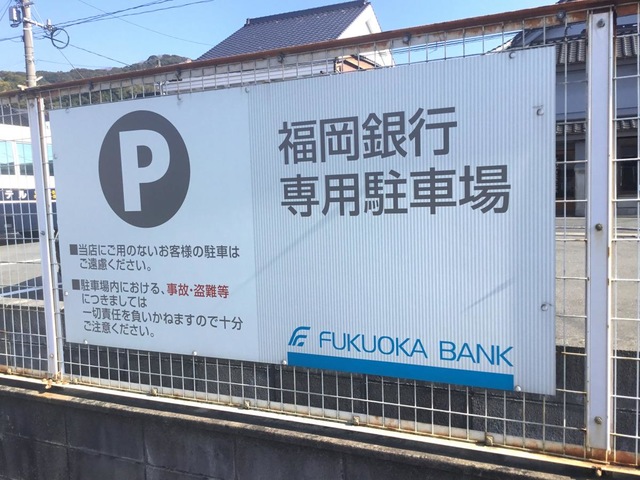 P
福岡銀行
専用駐車場
■当店にご用のないお客様の駐車は
ご遠慮ください。
■駐車場内における、事故・盗難等
につきましては
一切責任を負いかねますので十分
ご注意ください。
FUKUOKA BANK